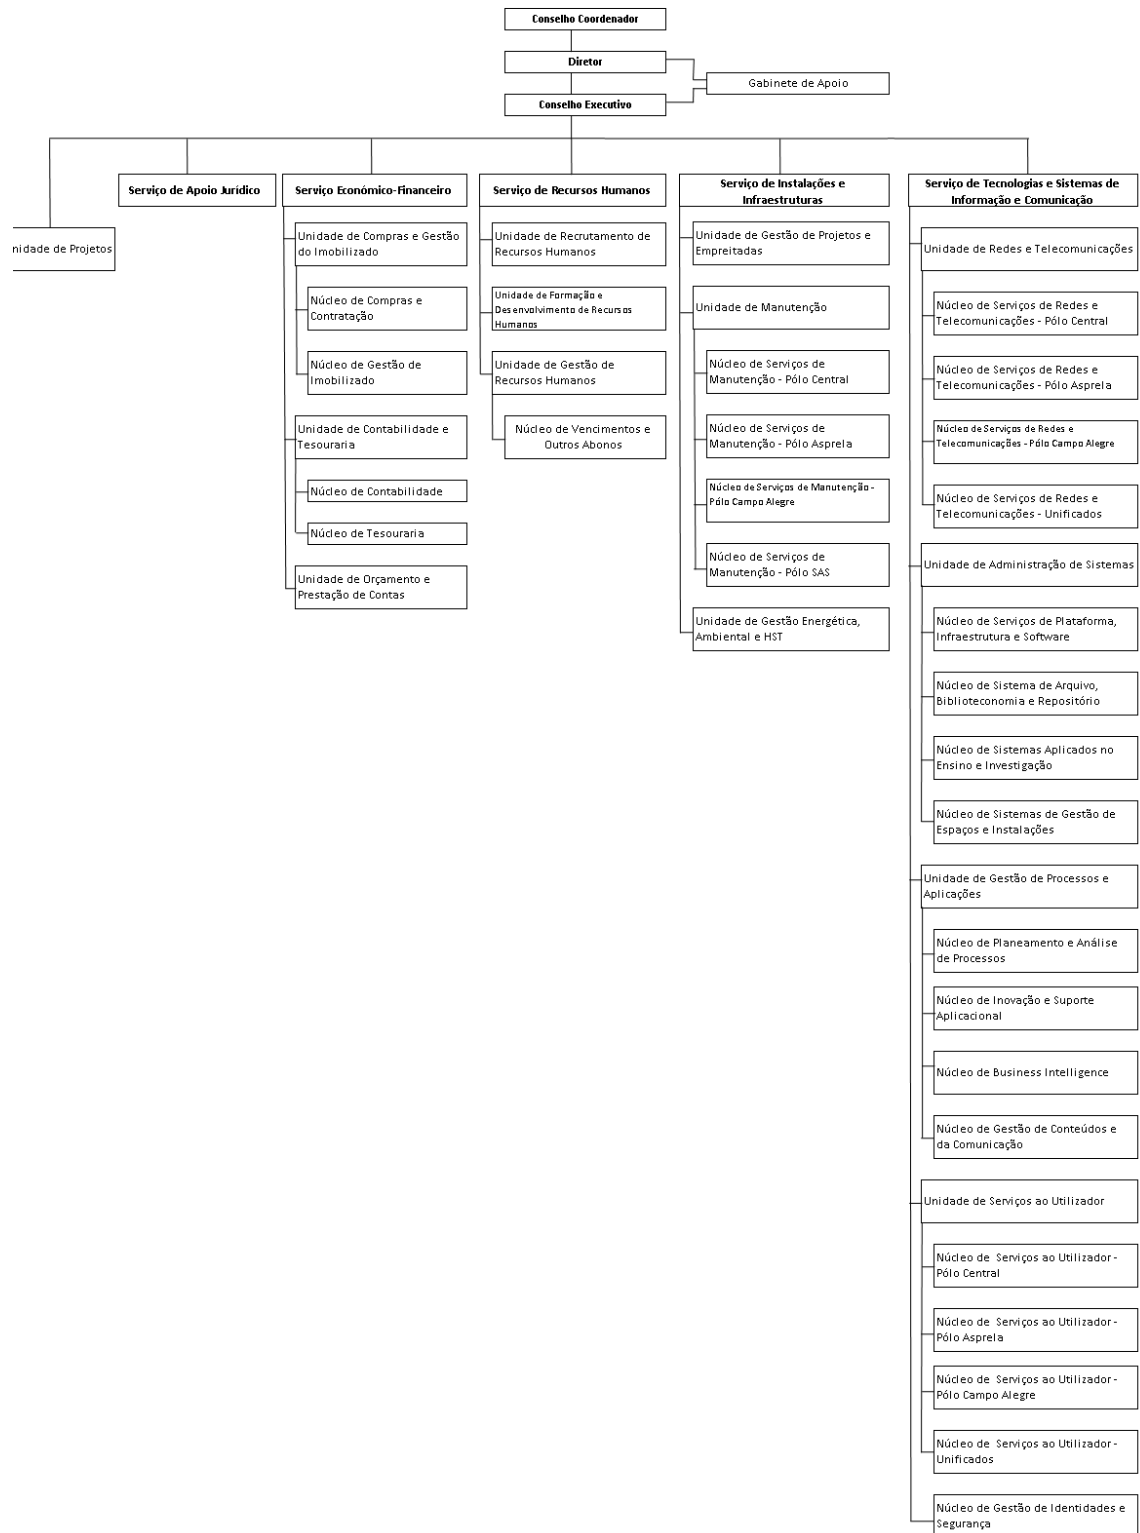 Conselho Coordenador
Diretor
Gabinete de Apoio
Conselho Executivo
Serviço de Apoio Jurídico
Serviço Económico-Financeiro
Serviço de Recursos Humanos
Serviço de Instalações e
Infraestruturas
Serviço de Tecnologias e Sistemas de
Informação e Comunicação
nidade de Projetos
Unidade de Compras e Gestão
do Imobilizado
Núcleo de Compras e
Contratação
Núcleo de Gestão de
Imobilizado
Unidade de Contabilidade e
Tesouraria
Núcleo de Contabilidade
Núcleo de Tesouraria
Unidade de Orçamento e
Prestação de Contas
Unidade de Recrutamento de
Recursos Humanos
Unidade de Formação e
Desenvolvimento de Recursos
Humanos
Unidade de Gestão de
Recursos Humanos
Núcleo de Vencimentos e
Outros Abonos
Unidade de Gestão de Projetos e
Empreitadas
Unidade de Manutenção
Núcleo de Serviços de
Manutenção - Pólo Central
Núcleo de Serviços de
Manutenção - Pólo Asprela
Núcleo de Serviços de Manutenção -
Pólo Campo Alegre
Núcleo de Serviços de
Manutenção - Pólo SAS
Unidade de Gestão Energética,
Ambiental e HST
Unidade de Redes e Telecomunicações
Núcleo de Serviços de Redes e
Telecomunicações - Pólo Central
Núcleo de Serviços de Redes e
Telecomunicações - Pólo Asprela
Núcleo de Serviços de Redes e
Telecomunicações - Pólo Campo Alegre
Núcleo de Serviços de Redes e
Telecomunicações - Unificados
Unidade de Administração de Sistemas
Núcleo de Serviços de Plataforma,
Infraestrutura e Software
Núcleo de Sistema de Arquivo,
Biblioteconomia e Repositório
Núcleo de Sistemas Aplicados no
Ensino e Investigação
Núcleo de Sistemas de Gestão de
Espaços e Instalações
Unidade de Gestão de Processos e
Aplicações
Núcleo de Planeamento e Análise
de Processos
Núcleo de Inovação e Suporte
Aplicacional
Núcleo de Business Intelligence
Núcleo de Gestão de Conteúdos e
da Comunicação
Unidade de Serviços ao Utilizador
Núcleo de  Serviços ao Utilizador -
Pólo Central
Núcleo de  Serviços ao Utilizador -
Pólo Asprela
Núcleo de  Serviços ao Utilizador -
Pólo Campo Alegre
Núcleo de  Serviços ao Utilizador -
Unificados
Núcleo de Gestão de Identidades e
Segurança